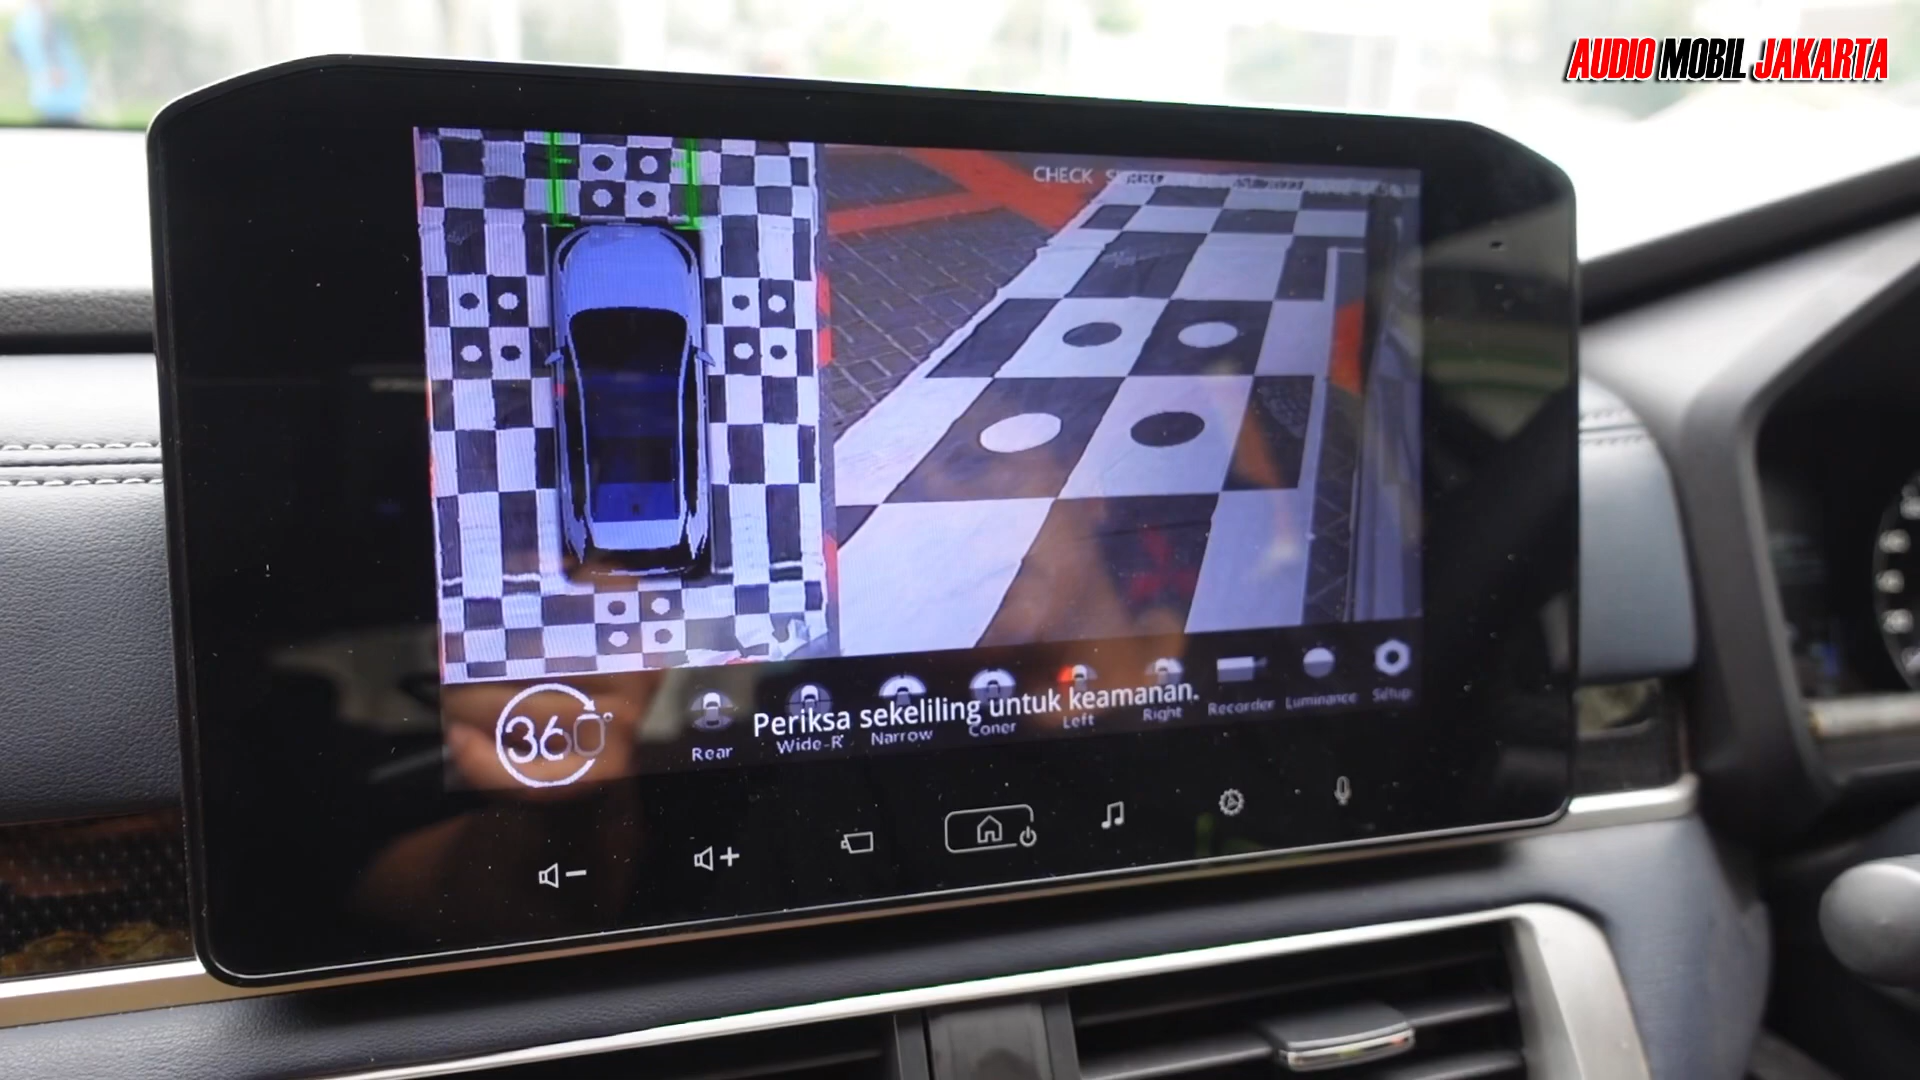 AUDIO MOBIL JAKARTA
CHECK
360°
Periksa sekeliling untuk keamanan.
Rear
Wide-R
Narrow
Coner
Left
Right
Recorder
Luminance
Setup